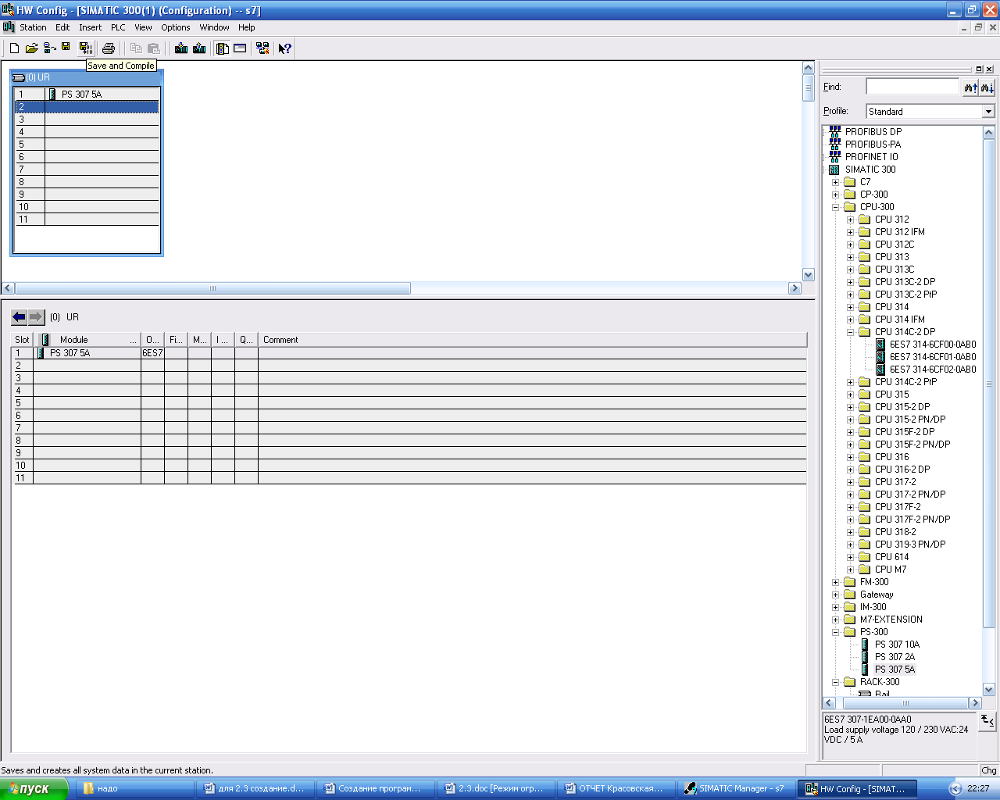 HW Config - [SIMATIC 300(1) (Configuration) -- s7]
Station Edit Insert PLC View Options Window Help
Save and Compile
(0) UR
1 PS 307 5A
2
3
4
5
6
7
8
9
10
11
Find:
Profile: Standard
PROFIBUS DP
PROFIBUS-PA
PROFINET IO
SIMATIC 300
C7
CP-300
CPU-300
CPU 312
CPU 312 IFM
CPU 312C
CPU 313
CPU 313C
CPU 313C-2 DP
CPU 313C-2 PtP
CPU 314
CPU 314 IFM
CPU 314C-2 DP
6ES7 314-6CF00-0AB0
6ES7 314-6CF01-0AB0
6ES7 314-6CF02-0AB0
CPU 314C-2 PtP
CPU 315
CPU 315-2 DP
CPU 315-2 PN/DP
CPU 315F-2 DP
CPU 315F-2 PN/DP
CPU 316
CPU 316-2 DP
CPU 317-2
CPU 317-2 PN/DP
CPU 317F-2
CPU 317F-2 PN/DP
CPU 318-2
CPU 319-3 PN/DP
CPU 614
CPU M7
FM-300
Gateway
IM-300
M7-EXTENSION
PS-300
PS 307 10A
PS 307 2A
PS 307 5A
RACK-300
Rail
6ES7 307-1EA00-0AA0
Load supply voltage 120 / 230 VAC:24
VDC / 5 A
(0) UR
Slot Module ... O... Fi... M... I ... Q... Comment
1 PS 307 5A 6ES7
2
3
4
5
6
7
8
9
10
11
Saves and creates all system data in the current station. Chg
пуск надо для 2.3 создание.d... Создание програм... 2.3.doc [Режим огр... ОТЧЕТ Красовская... SIMATIC Manager - s7 HW Config - [SIMAT... 22:27